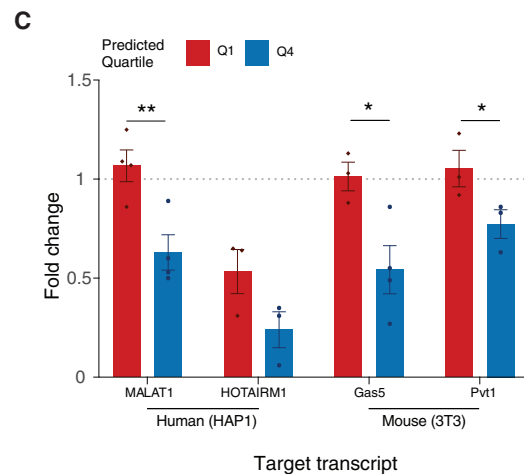 C
Predicted
Quartile
Q1
Q4
1.5
1
0.5
0
Fold change
**
*
*
MALAT1
HOTAIRM1
Gas5
Pvt1
Human (HAP1)
Mouse (3T3)
Target transcript